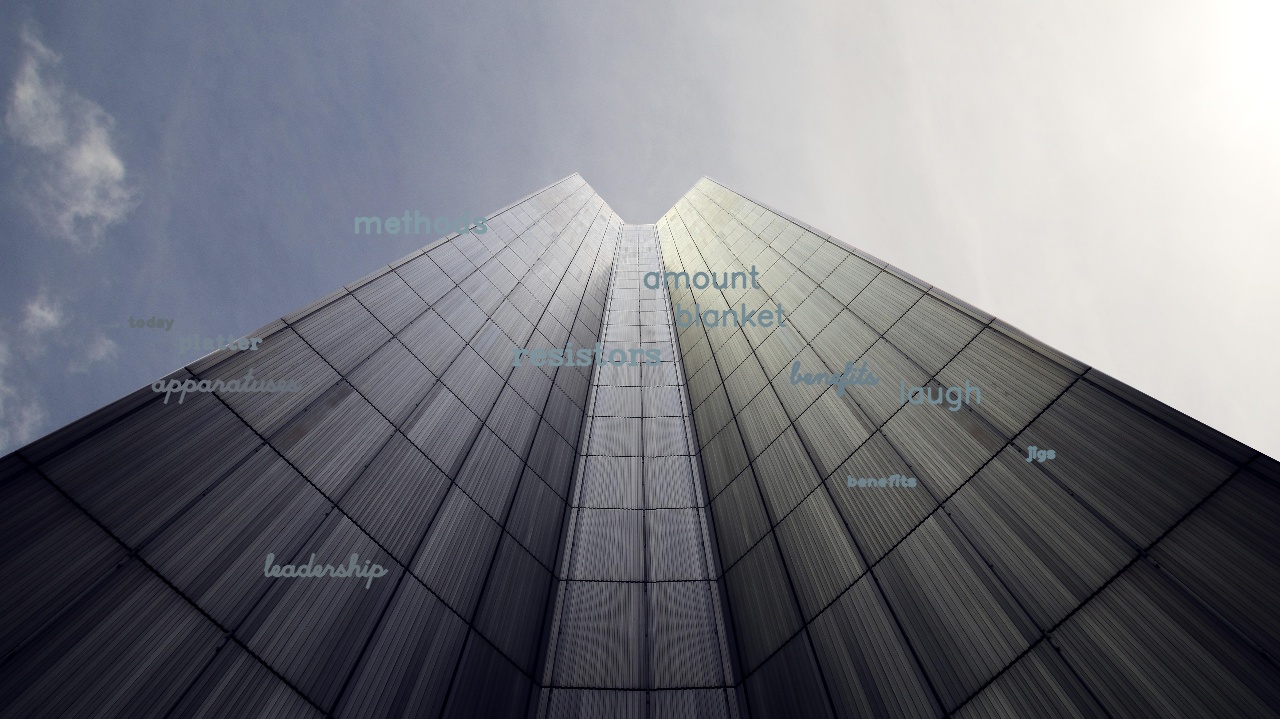 methods
amount
blanket
today
platter
resistors
apparatuses
benefits
laugh
jigs
benefits
leadership